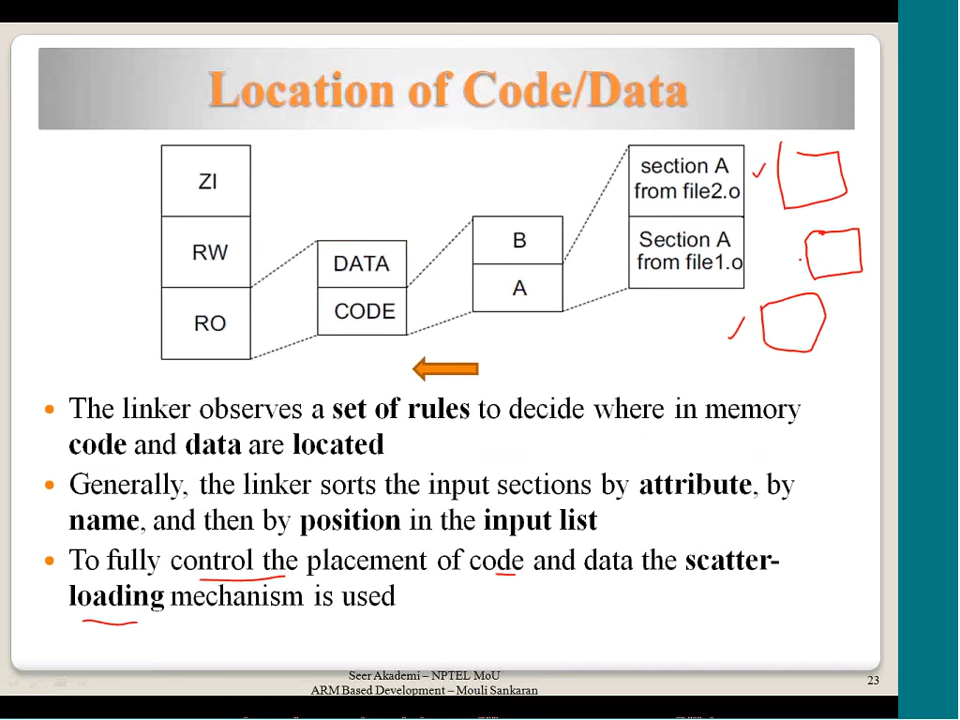 Location of Code/Data
ZI
RW
RO
DATA
CODE
B
A
section A
from file2.o
Section A
from file1.o
• The linker observes a set of rules to decide where in memory
code and data are located
• Generally, the linker sorts the input sections by attribute, by
name, and then by position in the input list
• To fully control the placement of code and data the scatter-
loading mechanism is used
Seer Akademi – NPTEL MoU
ARM Based Development – Mouli Sankaran
23